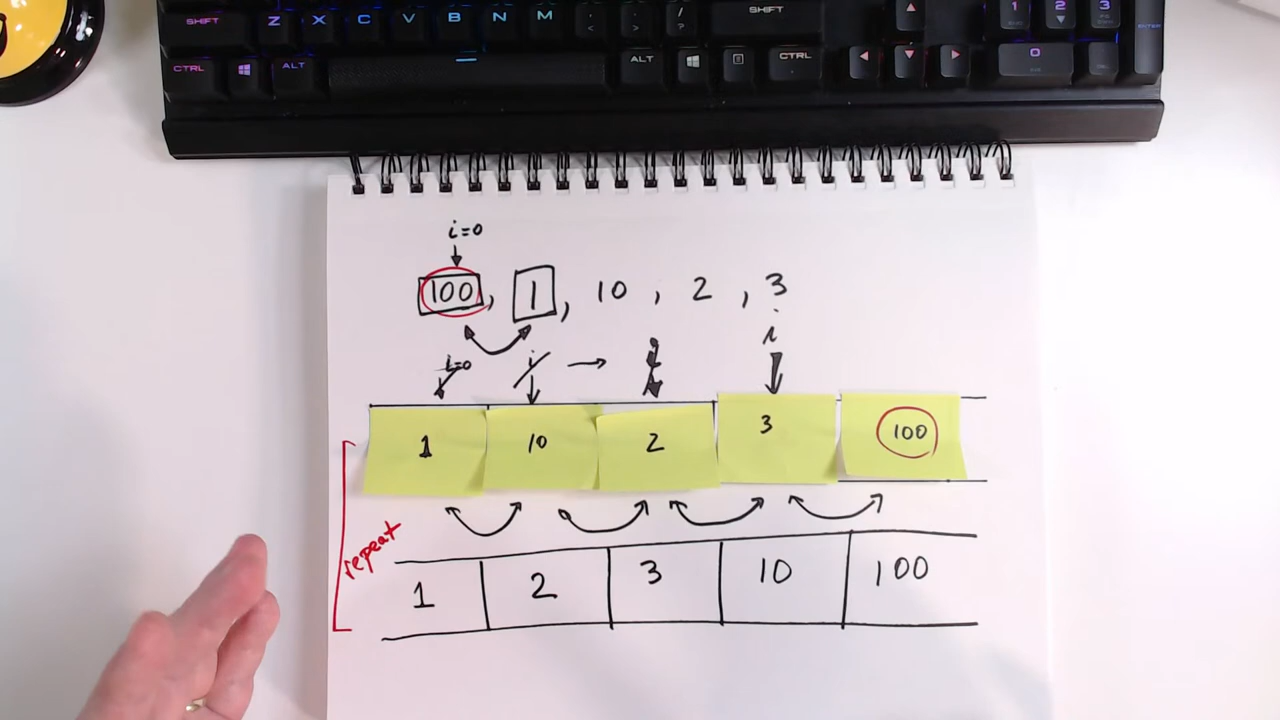 SHIFT Z X C V B N M . < . > / ? SHIFT 1 2 3 ENTER
CTRL ALT ALT CTRL 0
i=0
100, 1, 10, 2, 3
i=0 i i
1 10 2 3 100
repeat
1 2 3 10 100